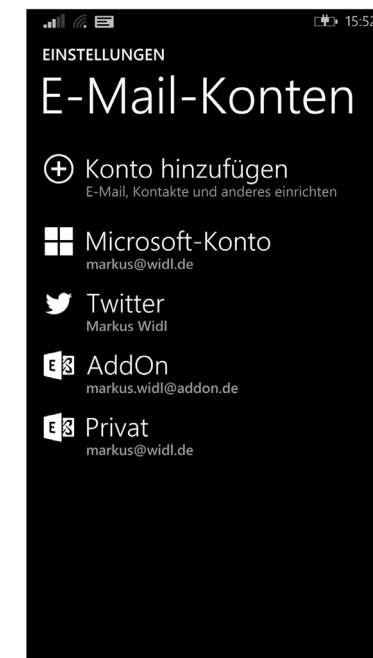 15:52
EINSTELLUNGEN
E-Mail-Konten
Konto hinzufügen
E-Mail, Kontakte und anderes einrichten
Microsoft-Konto
markus@widl.de
Twitter
Markus Widl
E
AddOn
markus.widl@addon.de
E
Privat
markus@widl.de